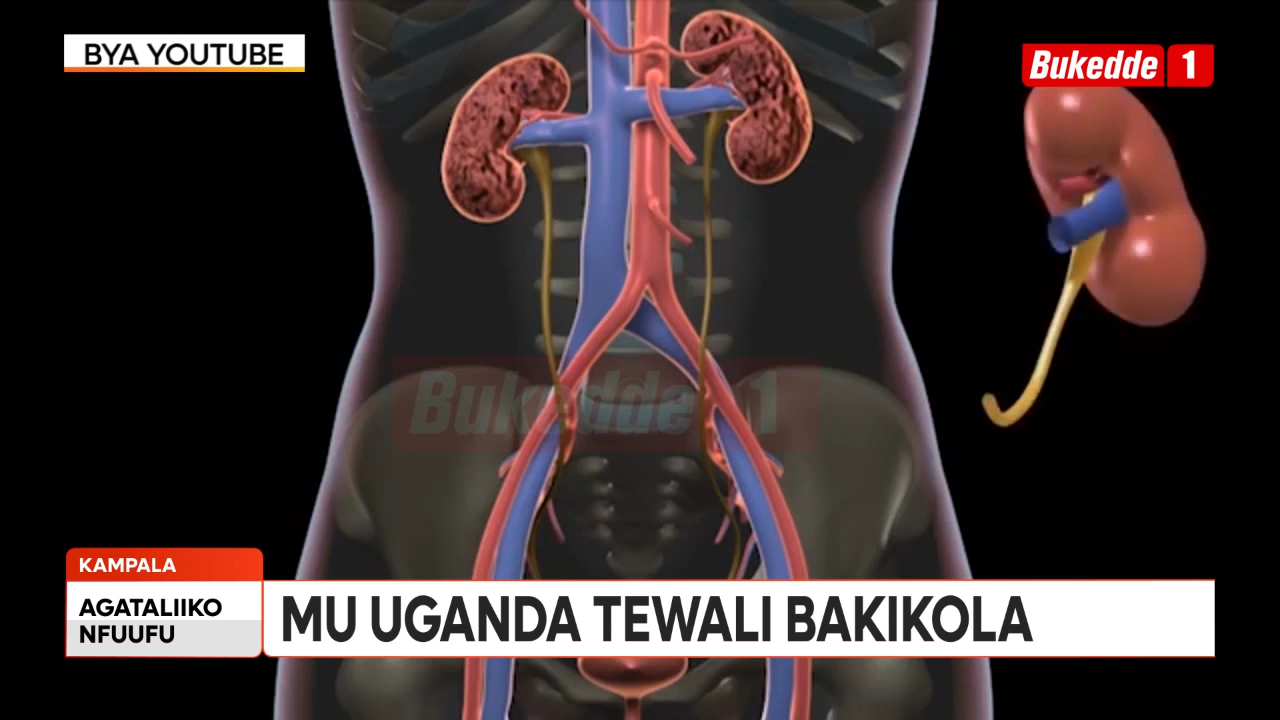 BYA YOUTUBE
Bukedde 1
Bukedde 1
KAMPALA
AGATALIIKO
NFUUFU
MU UGANDA TEWALI BAKIKOLA